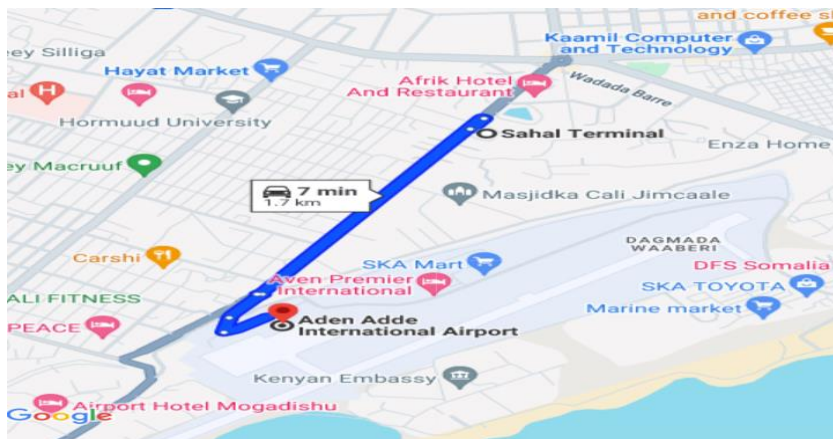 and coffee s
Kaamil Computer
and Technology
ey Silliga
Hayat Market
Afrik Hotel
And Restaurant
al
H
Wadada Barre
Hormuud University
Sahal Terminal
Enza Home
ey Macruuf
7 min
1.7 km
Masjidka Cali Jimcaale
DAGMADA
WAABERI
Carshi
SKA Mart
DFS Somalia
Aven Premier
International
SKA TOYOTA
ALI FITNESS
Aden Adde
International Airport
Marine market
PEACE
Kenyan Embassy
Airport Hotel Mogadishu
Google